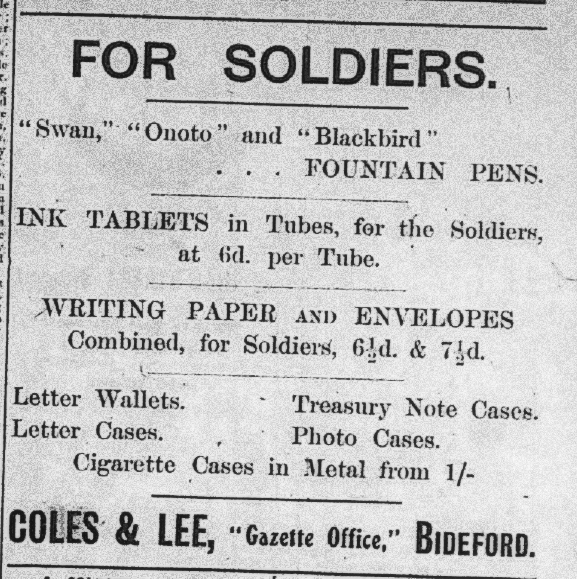 FOR SOLDIERS.
"Swan," "Onoto" and "Blackbird"
. . . FOUNTAIN PENS.
INK TABLETS in Tubes, for the Soldiers,
at 6d. per Tube.
WRITING PAPER AND ENVELOPES
Combined, for Soldiers, 6½d. & 7½d.
Letter Wallets. Treasury Note Cases.
Letter Cases. Photo Cases.
Cigarette Cases in Metal from 1/-
COLES & LEE, "Gazette Office," BIDEFORD.